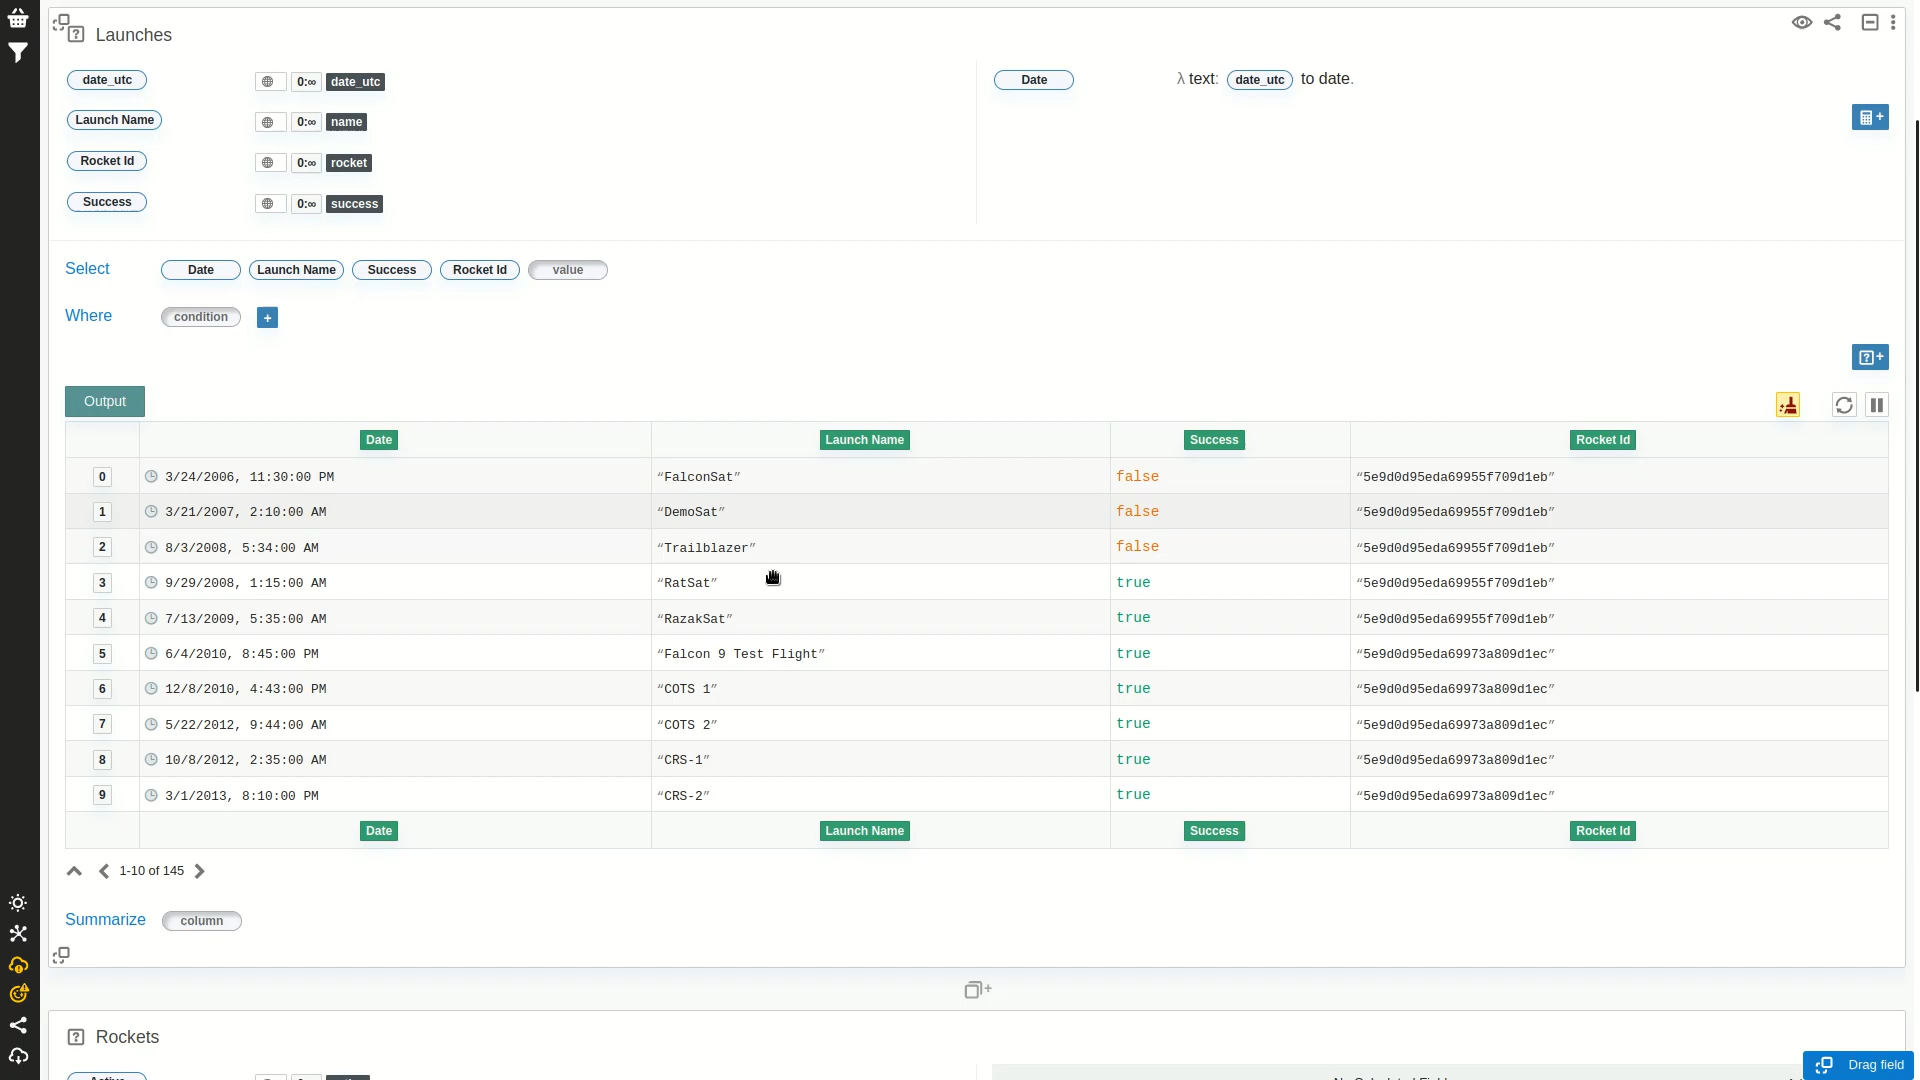 Launches
date_utc 0:∞ date_utc Date λ text: date_utc to date.
Launch Name 0:∞ name
Rocket Id 0:∞ rocket
Success 0:∞ success
Select Date Launch Name Success Rocket Id value
Where condition +
Output
Date Launch Name Success Rocket Id
0 3/24/2006, 11:30:00 PM “FalconSat” false “5e9d0d95eda69955f709d1eb”
1 3/21/2007, 2:10:00 AM “DemoSat” false “5e9d0d95eda69955f709d1eb”
2 8/3/2008, 5:34:00 AM “Trailblazer” false “5e9d0d95eda69955f709d1eb”
3 9/29/2008, 1:15:00 AM “RatSat” true “5e9d0d95eda69955f709d1eb”
4 7/13/2009, 5:35:00 AM “RazakSat” true “5e9d0d95eda69955f709d1eb”
5 6/4/2010, 8:45:00 PM “Falcon 9 Test Flight” true “5e9d0d95eda69973a809d1ec”
6 12/8/2010, 4:43:00 PM “COTS 1” true “5e9d0d95eda69973a809d1ec”
7 5/22/2012, 9:44:00 AM “COTS 2” true “5e9d0d95eda69973a809d1ec”
8 10/8/2012, 2:35:00 AM “CRS-1” true “5e9d0d95eda69973a809d1ec”
9 3/1/2013, 8:10:00 PM “CRS-2” true “5e9d0d95eda69973a809d1ec”
Date Launch Name Success Rocket Id
1-10 of 145
Summarize column
Rockets
Drag field